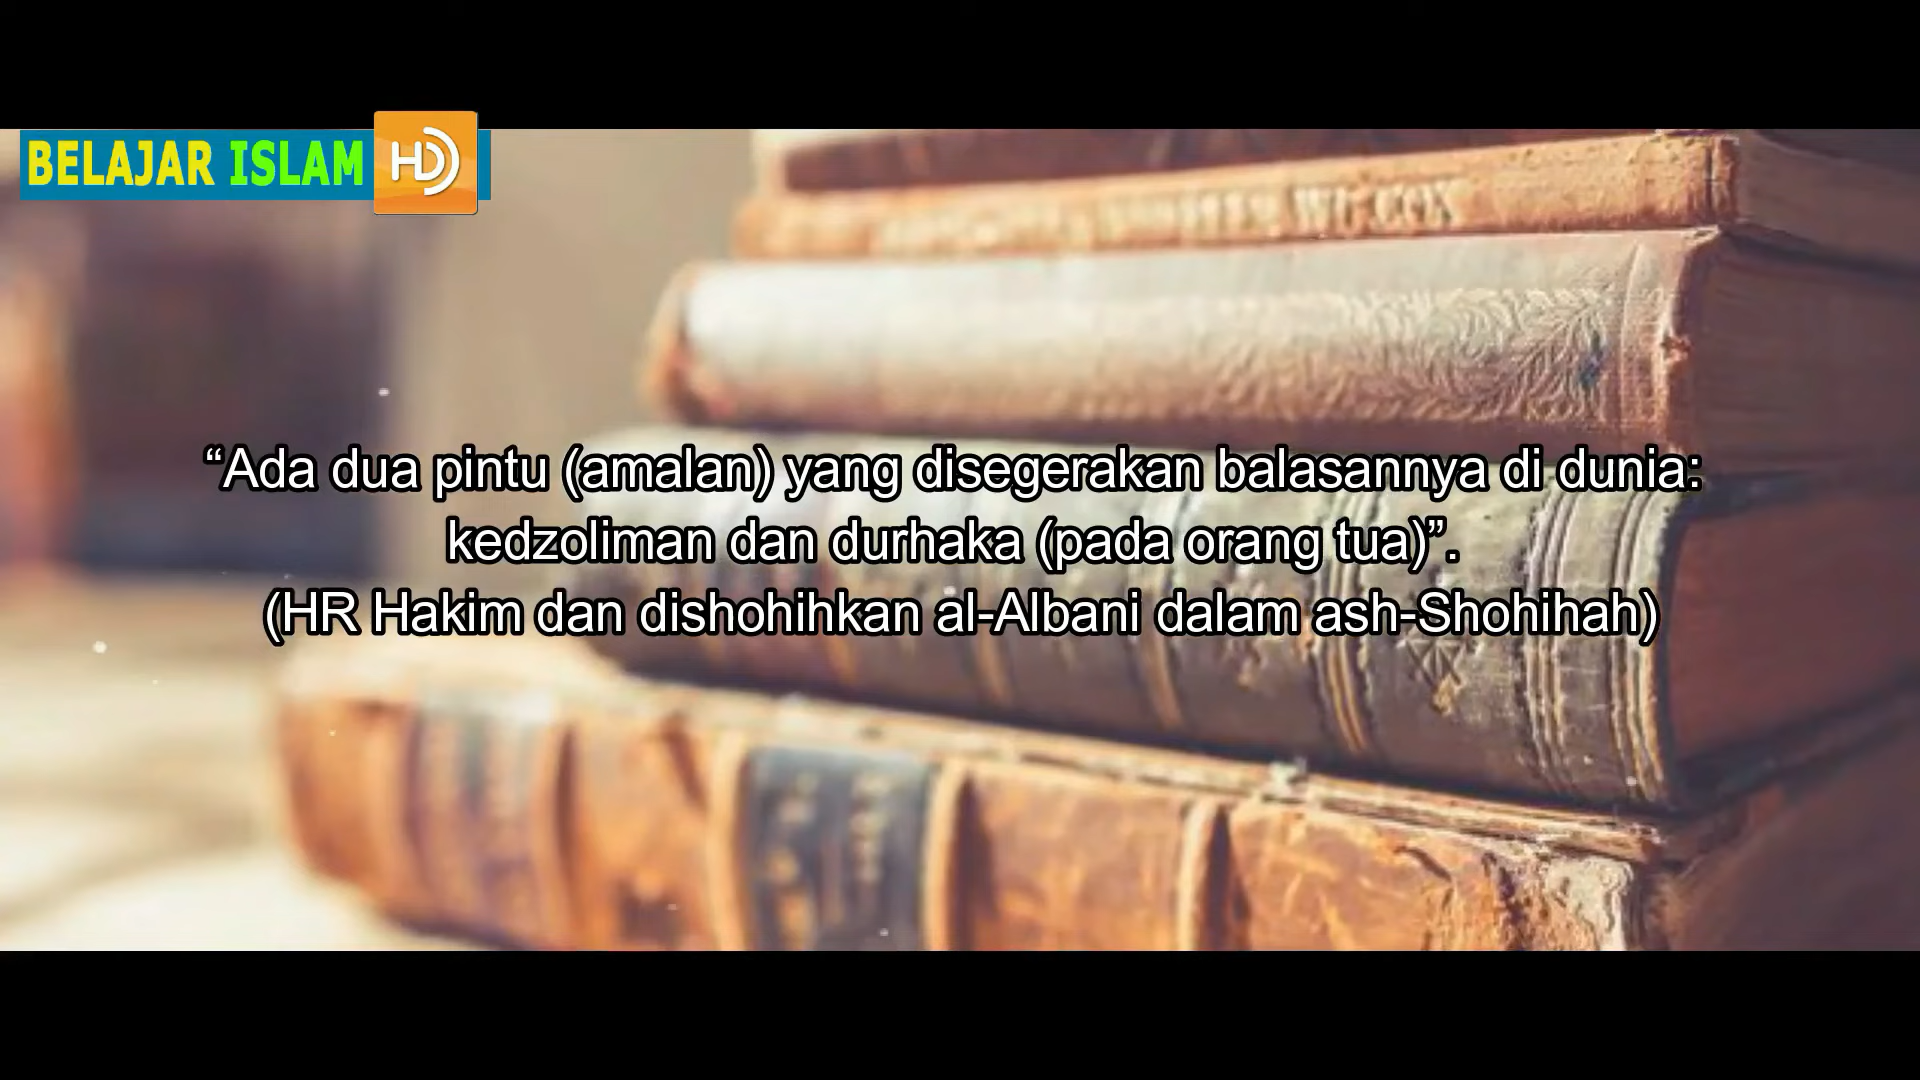 BELAJAR ISLAM HD
“Ada dua pintu (amalan) yang disegerakan balasannya di dunia:
kedzoliman dan durhaka (pada orang tua)”.
(HR Hakim dan dishohihkan al-Albani dalam ash-Shohihah)